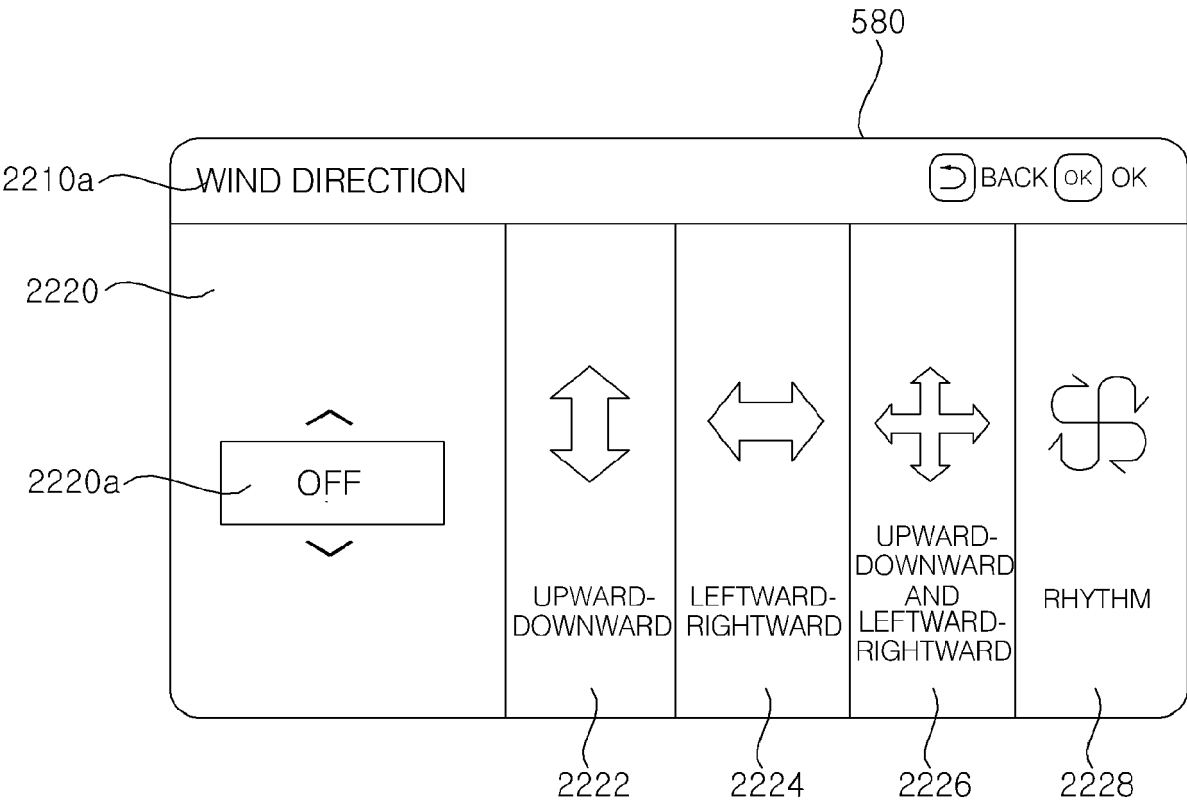 580
2210a
WIND DIRECTION
BACK OK OK
2220
2220a
OFF
UPWARD-
DOWNWARD
LEFTWARD-
RIGHTWARD
UPWARD-
DOWNWARD
AND
LEFTWARD-
RIGHTWARD
RHYTHM
2222
2224
2226
2228